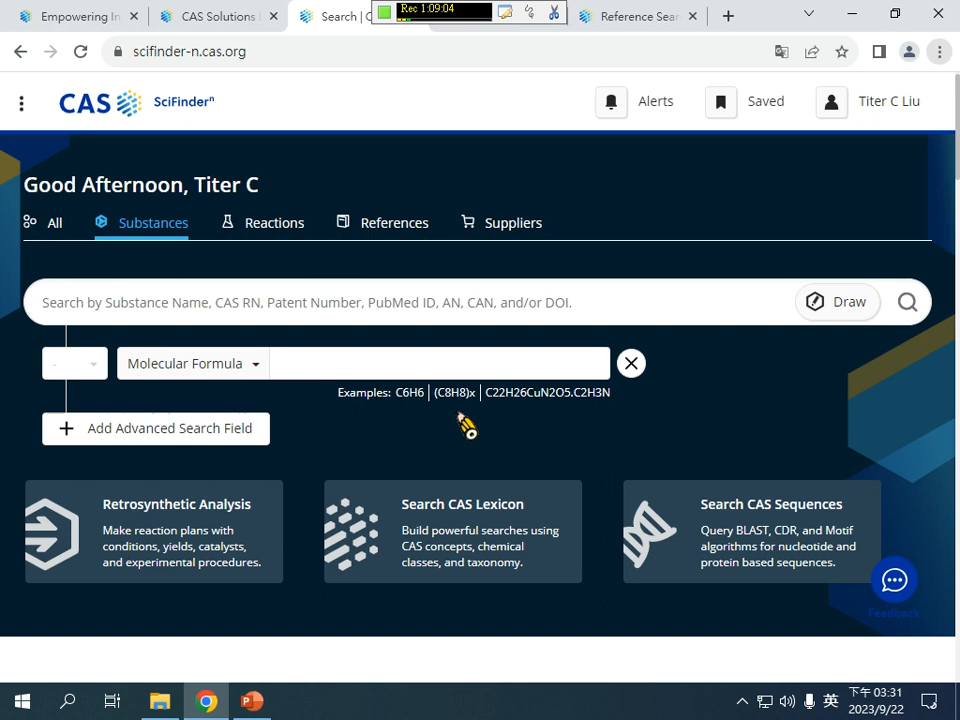 Empowering In
CAS Solutions
Search | C
Rec 1:09:04
Reference Sear
scifinder-n.cas.org
CAS SciFinderⁿ
Alerts
Saved
Titer C Liu
Good Afternoon, Titer C
All
Substances
Reactions
References
Suppliers
Search by Substance Name, CAS RN, Patent Number, PubMed ID, AN, CAN, and/or DOI.
Draw
Molecular Formula
Examples: C6H6 | (C8H8)x | C22H26CuN2O5.C2H3N
Add Advanced Search Field
Retrosynthetic Analysis
Make reaction plans with
conditions, yields, catalysts,
and experimental procedures.
Search CAS Lexicon
Build powerful searches using
CAS concepts, chemical
classes, and taxonomy.
Search CAS Sequences
Query BLAST, CDR, and Motif
algorithms for nucleotide and
protein based sequences.
Feedback
英
下午 03:31
2023/9/22